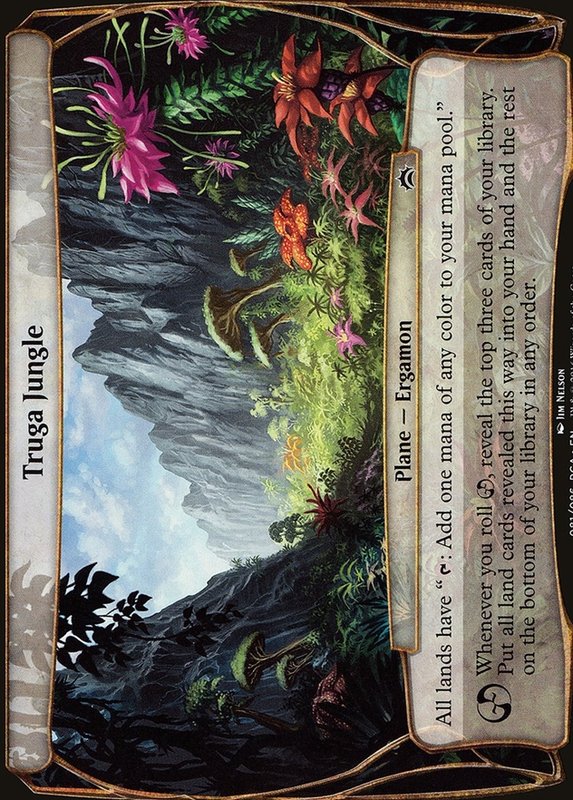 Truga Jungle
Plane — Ergamon
All lands have “: Add one mana of any color to your mana pool.”
Whenever you roll , reveal the top three cards of your library.
Put all land cards revealed this way into your hand and the rest
on the bottom of your library in any order.
Jim Nelson